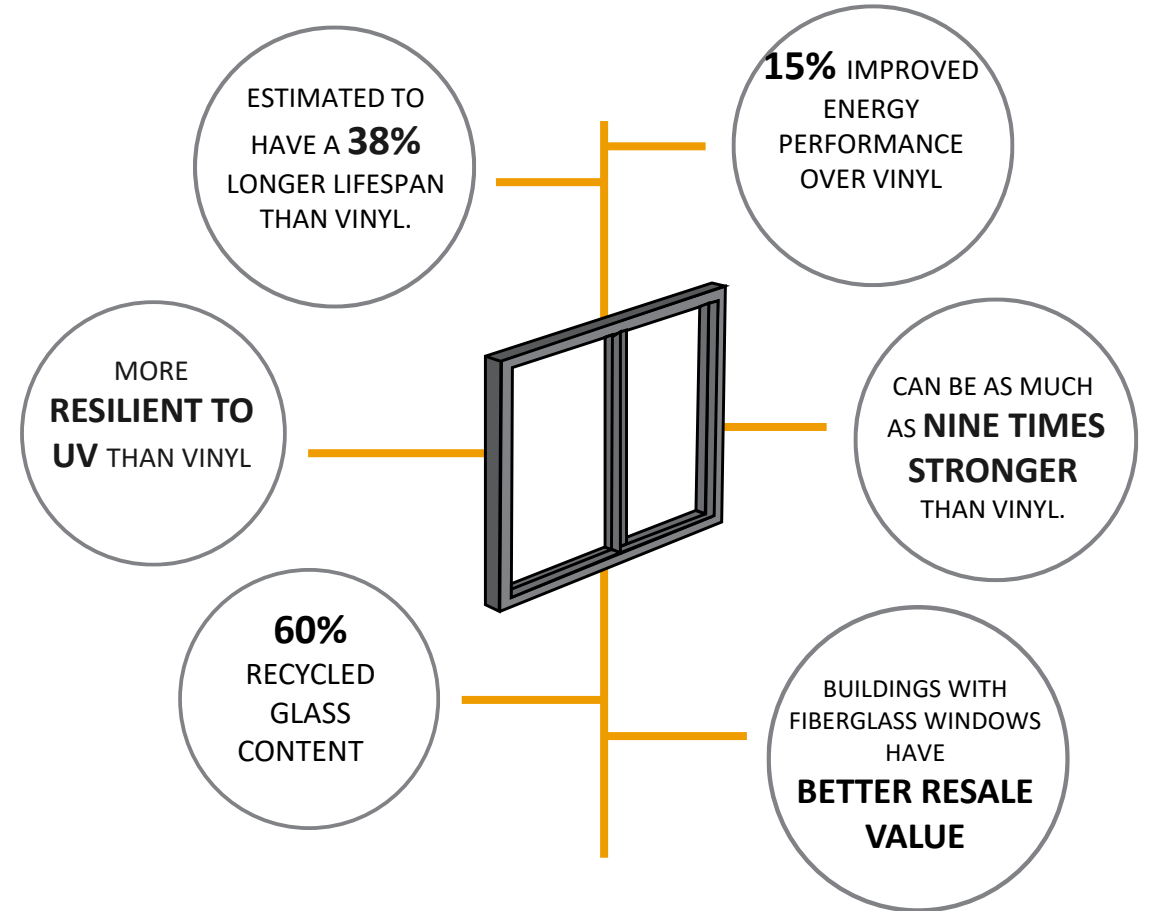 ESTIMATED TO
HAVE A 38%
LONGER LIFESPAN
THAN VINYL.
15% IMPROVED
ENERGY
PERFORMANCE
OVER VINYL
MORE
RESILIENT TO
UV THAN VINYL
CAN BE AS MUCH
AS NINE TIMES
STRONGER
THAN VINYL.
60%
RECYCLED
GLASS
CONTENT
BUILDINGS WITH
FIBERGLASS WINDOWS
HAVE
BETTER RESALE
VALUE